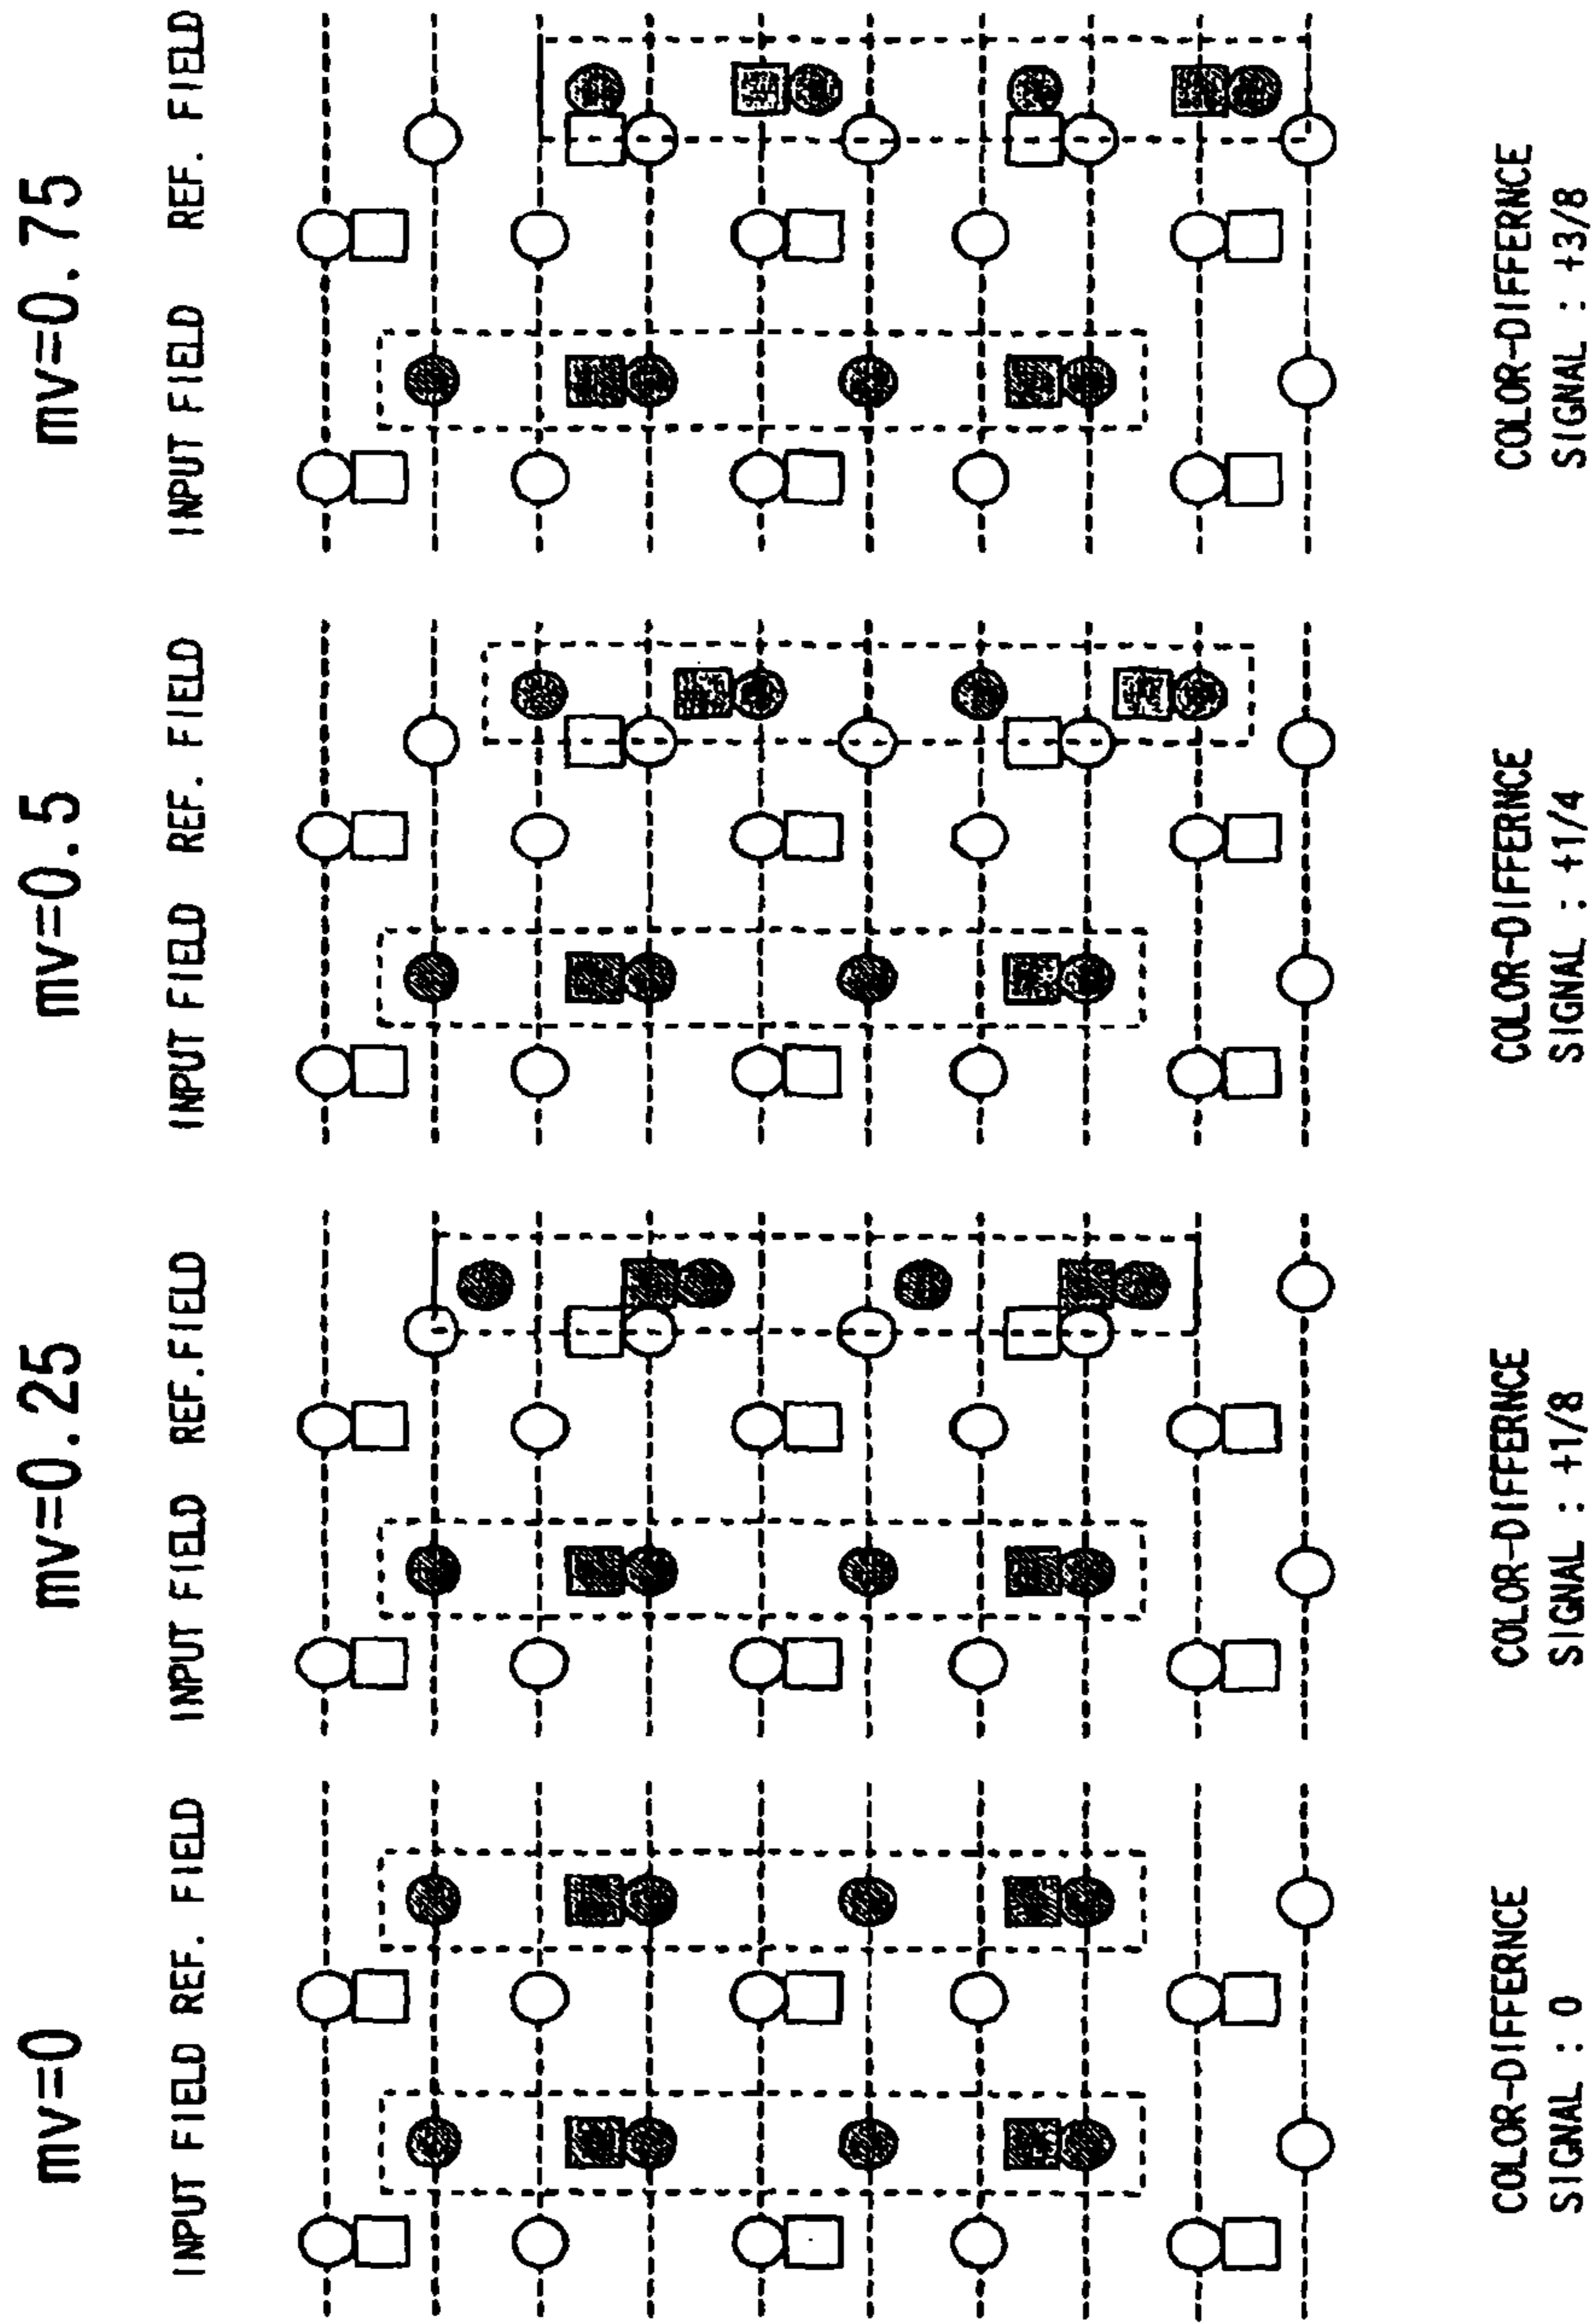 mv=0
INPUT FIELD REF. FIELD
COLOR-DIFFERNCE
SIGNAL : 0
mv=0.25
INPUT FIELD REF.FIELD
COLOR-DIFFERNCE
SIGNAL : +1/8
mv=0.5
INPUT FIELD REF. FIELD
COLOR-DIFFERNCE
SIGNAL : +1/4
mv=0.75
INPUT FIELD REF. FIELD
COLOR-DIFFERNCE
SIGNAL : +3/8